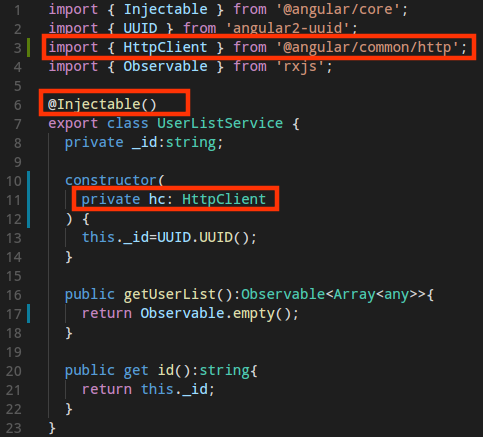 1 import { Injectable } from '@angular/core';
2 import { UUID } from 'angular2-uuid';
3 import { HttpClient } from '@angular/common/http';
4 import { Observable } from 'rxjs';
5
6 @Injectable()
7 export class UserListService {
8 private _id:string;
9
10 constructor(
11 private hc: HttpClient
12 ) {
13 this._id=UUID.UUID();
14 }
15
16 public getUserList():Observable<Array<any>>{
17 return Observable.empty();
18 }
19
20 public get id():string{
21 return this._id;
22 }
23 }